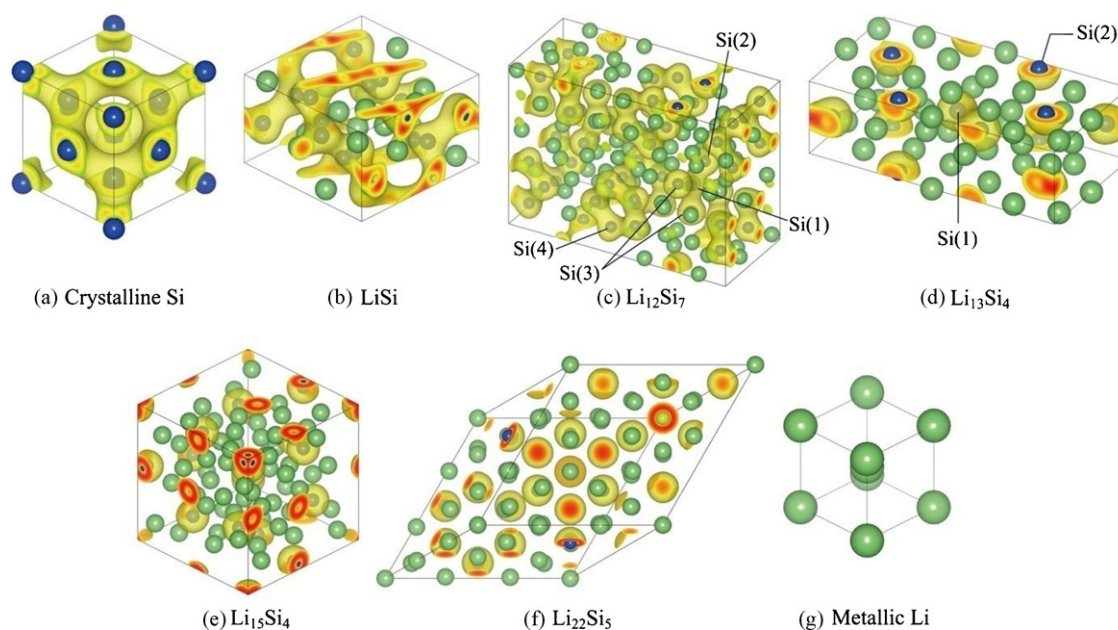 Si(2)
Si(2)
Si(1)
Si(4)
Si(3)
Si(1)
(a) Crystalline Si
(b) LiSi
(c) Li₁₂Si₇
(d) Li₁₃Si₄
(e) Li₁₅Si₄
(f) Li₂₂Si₅
(g) Metallic Li